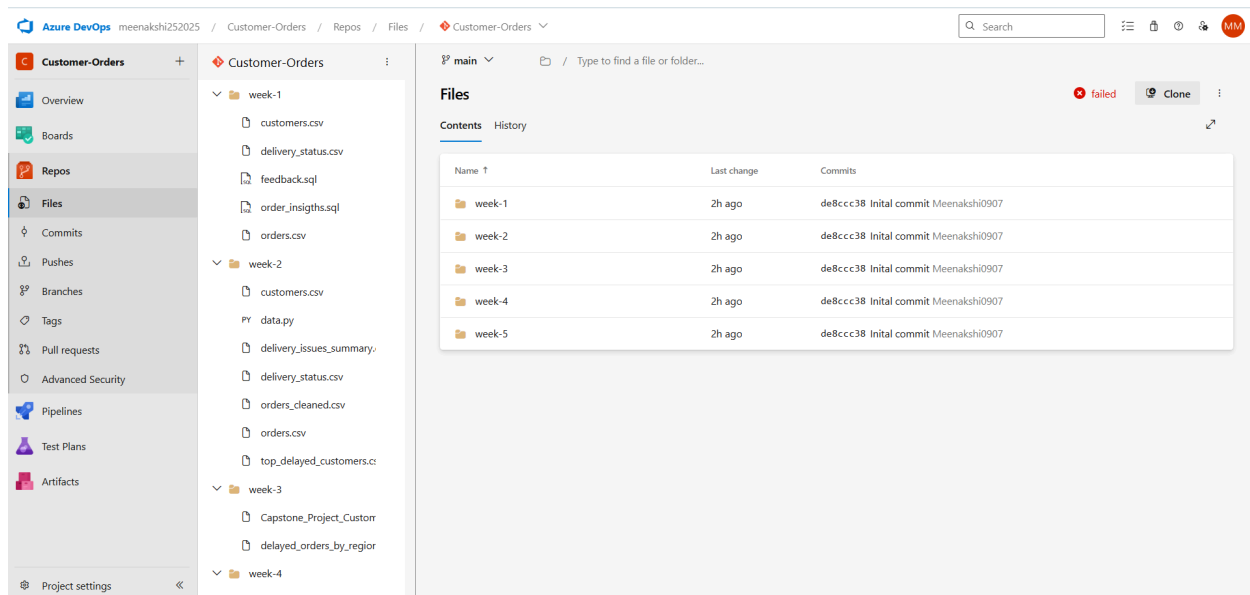 Azure DevOps meenakshi252025 / Customer-Orders / Repos / Files / Customer-Orders
Search
MM
C Customer-Orders +
Overview
Boards
Repos
Files
Commits
Pushes
Branches
Tags
Pull requests
Advanced Security
Pipelines
Test Plans
Artifacts
Project settings
Customer-Orders
week-1
customers.csv
delivery_status.csv
feedback.sql
order_insigths.sql
orders.csv
week-2
customers.csv
PY data.py
delivery_issues_summary.
delivery_status.csv
orders_cleaned.csv
orders.csv
top_delayed_customers.cs
week-3
Capstone_Project_Custom
delayed_orders_by_region
week-4
main / Type to find a file or folder...
Files
failed Clone
Contents History
Name ↑ Last change Commits
week-1 2h ago de8ccc38 Inital commit Meenakshi0907
week-2 2h ago de8ccc38 Inital commit Meenakshi0907
week-3 2h ago de8ccc38 Inital commit Meenakshi0907
week-4 2h ago de8ccc38 Inital commit Meenakshi0907
week-5 2h ago de8ccc38 Inital commit Meenakshi0907